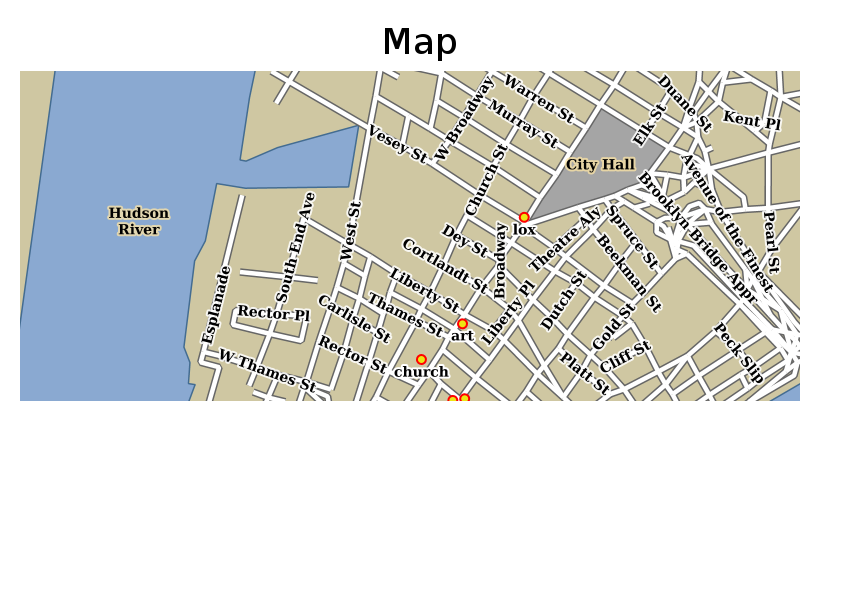 Map
Warren St
Duane St
Kent Pl
Murray St
W Broadway
Elk St
Vesey St
City Hall
Church St
Avenue of the Finest
Brooklyn Bridge Appr
Hudson
River
South End Ave
West St
lox
Theatre Aly
Spruce St
Pearl St
Dey St
Broadway
Beekman St
Cortlandt St
Liberty St
Esplanade
Rector Pl
Carlisle St
Thames St
Liberty Pl
Dutch St
Gold St
art
Rector St
church
Cliff St
Platt St
Peck Slip
W Thames St